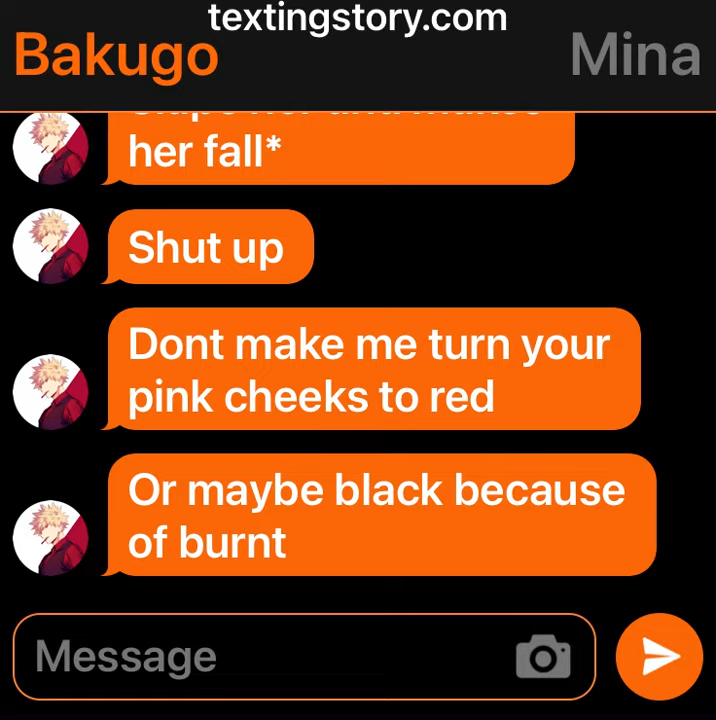 textingstory.com
Bakugo
Mina
her fall*
Shut up
Dont make me turn your
pink cheeks to red
Or maybe black because
of burnt
Message